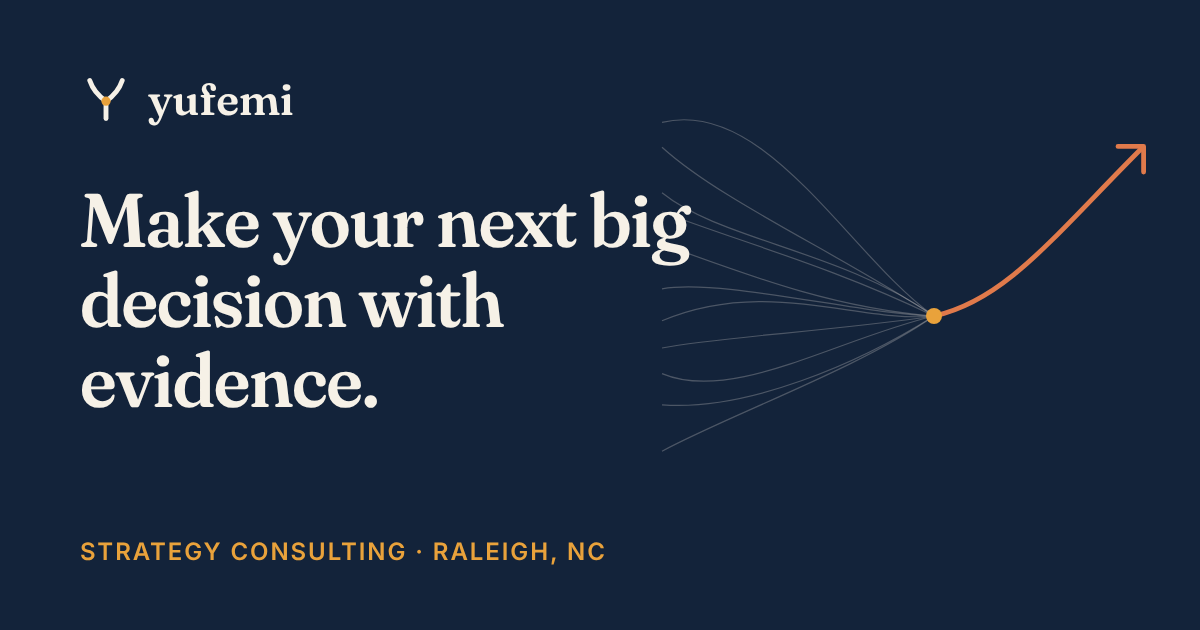 yufemi
Make your next big
decision with
evidence.
STRATEGY CONSULTING · RALEIGH, NC